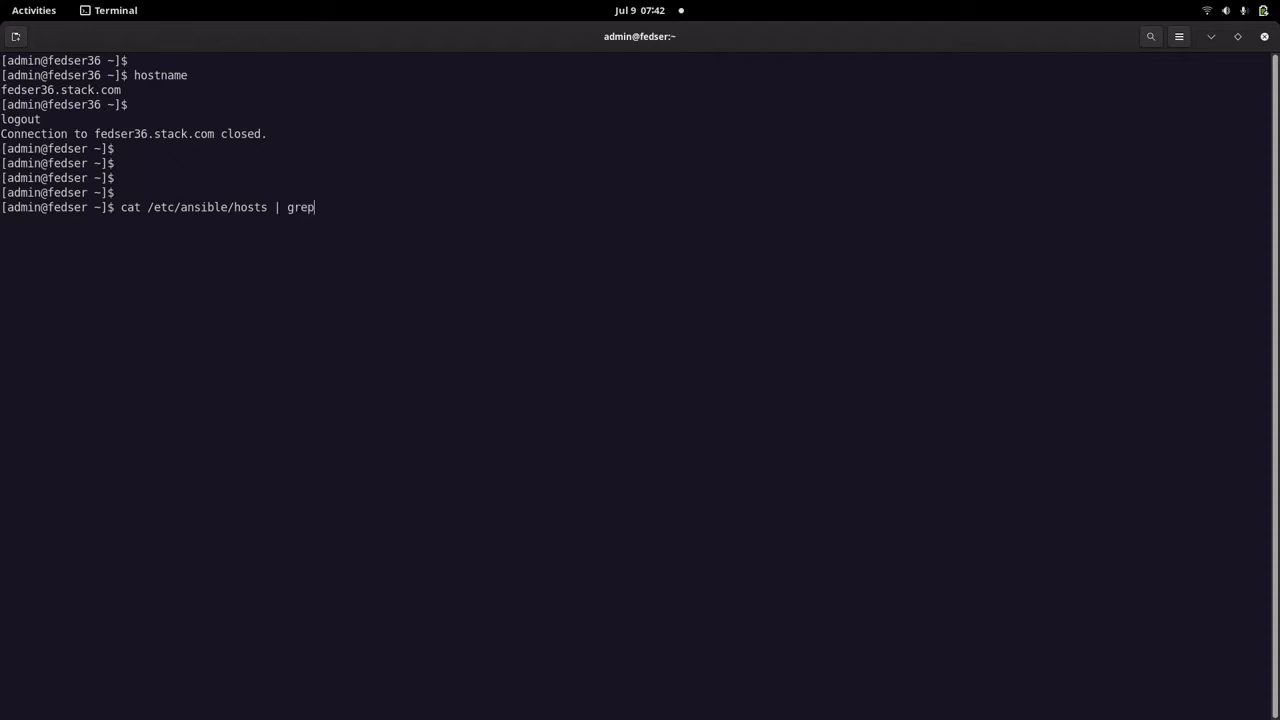 Activities
Terminal
Jul 9 07:42
admin@fedser:~
[admin@fedser36 ~]$
[admin@fedser36 ~]$ hostname
fedser36.stack.com
[admin@fedser36 ~]$
logout
Connection to fedser36.stack.com closed.
[admin@fedser ~]$
[admin@fedser ~]$
[admin@fedser ~]$
[admin@fedser ~]$
[admin@fedser ~]$ cat /etc/ansible/hosts | grep